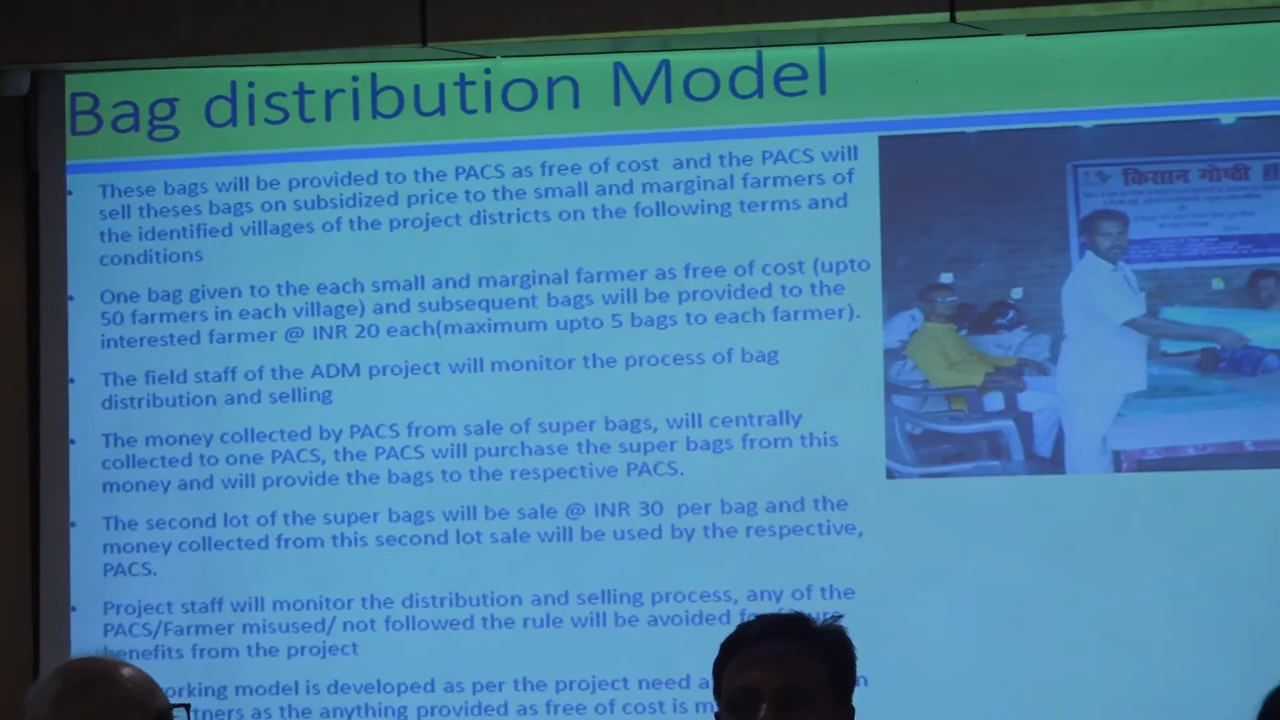 Bag distribution Model
These bags will be provided to the PACS as free of cost and the PACS will
sell theses bags on subsidized price to the small and marginal farmers of
the identified villages of the project districts on the following terms and
conditions
One bag given to the each small and marginal farmer as free of cost (upto
50 farmers in each village) and subsequent bags will be provided to the
interested farmer @ INR 20 each(maximum upto 5 bags to each farmer).
The field staff of the ADM project will monitor the process of bag
distribution and selling
The money collected by PACS from sale of super bags, will centrally
collected to one PACS, the PACS will purchase the super bags from this
money and will provide the bags to the respective PACS.
The second lot of the super bags will be sale @ INR 30 per bag and the
money collected from this second lot sale will be used by the respective,
PACS.
Project staff will monitor the distribution and selling process, any of the
PACS/Farmer misused/ not followed the rule will be avoided
benefits from the project
model is developed as per the project need
as the anything provided as free of cost is
किसान गोष्ठी